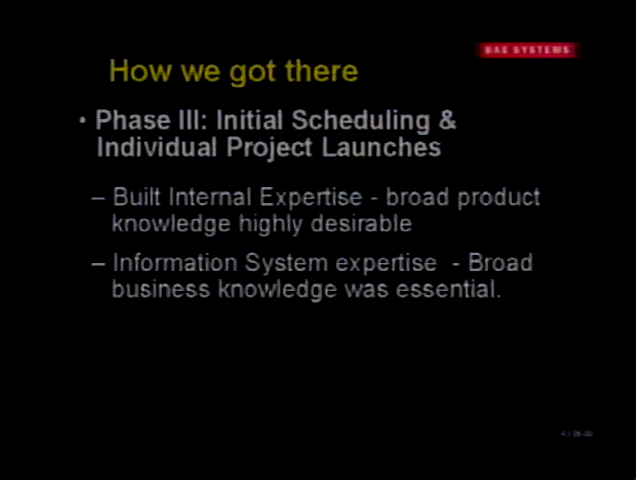 BAE SYSTEMS
How we got there
• Phase III: Initial Scheduling &
Individual Project Launches
– Built Internal Expertise - broad product
knowledge highly desirable
– Information System expertise - Broad
business knowledge was essential.